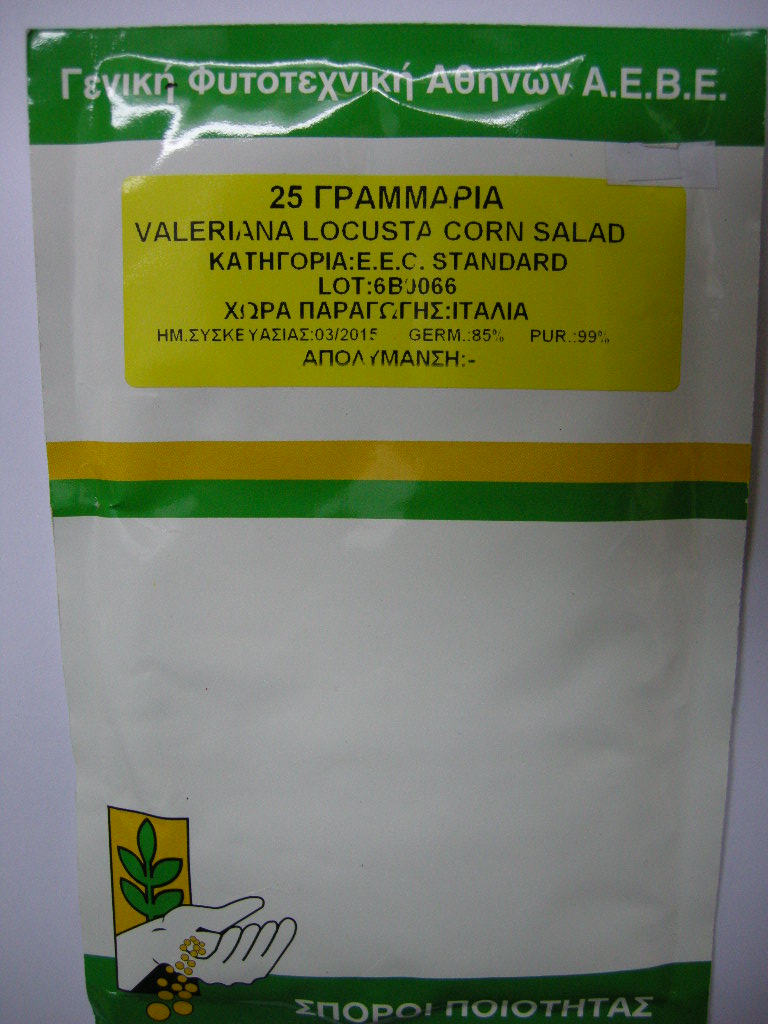 Γενική Φυτοτεχνική Αθηνών Α.Ε.Β.Ε.
25 ΓΡΑΜΜΑΡΙΑ
VALERIANA LOCUSTA CORN SALAD
ΚΑΤΗΓΟΡΙΑ:Ε.Ε.C. STANDARD
LOT:6B0066
ΧΩΡΑ ΠΑΡΑΓΩΓΗΣ:ΙΤΑΛΙΑ
ΗΜ.ΣΥΣΚΕΥΑΣΙΑΣ:03/2015 GERM.:85% PUR.:99%
ΑΠΟΛΥΜΑΝΣΗ:-
ΣΠΟΡΟΙ ΠΟΙΟΤΗΤΑΣ